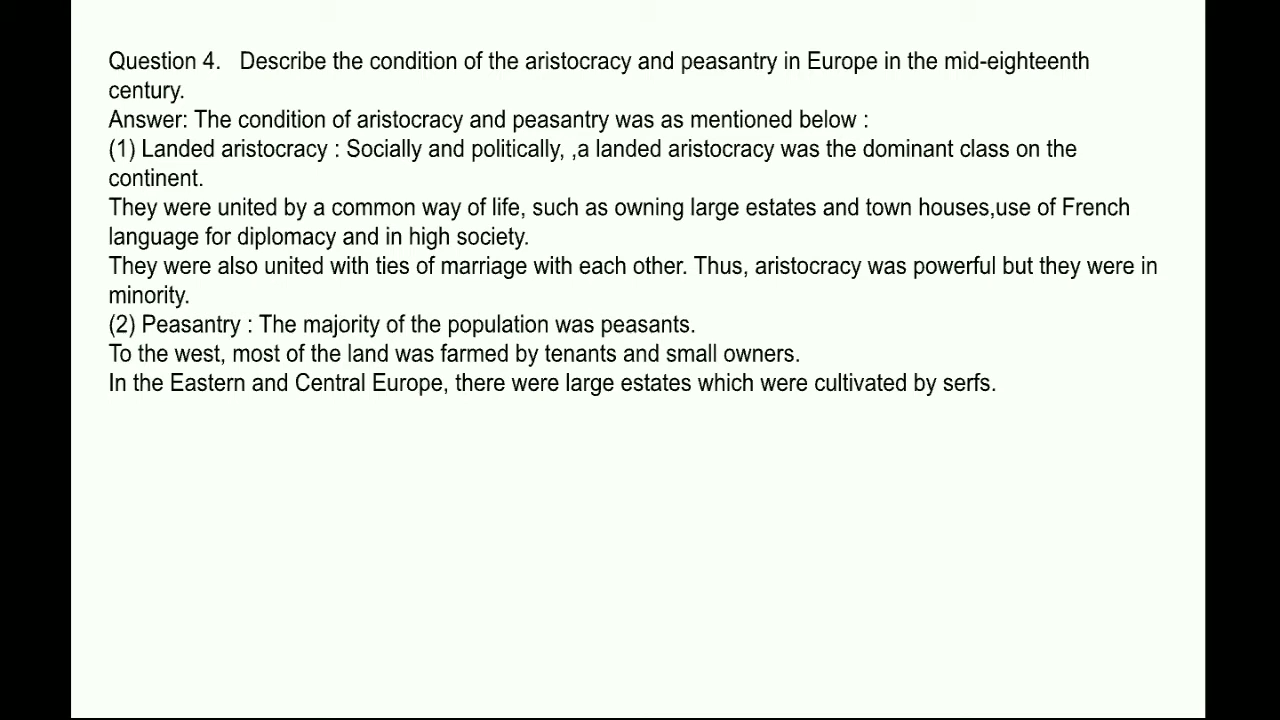 Question 4.   Describe the condition of the aristocracy and peasantry in Europe in the mid-eighteenth
century.
Answer: The condition of aristocracy and peasantry was as mentioned below :
(1) Landed aristocracy : Socially and politically, ,a landed aristocracy was the dominant class on the
continent.
They were united by a common way of life, such as owning large estates and town houses,use of French
language for diplomacy and in high society.
They were also united with ties of marriage with each other. Thus, aristocracy was powerful but they were in
minority.
(2) Peasantry : The majority of the population was peasants.
To the west, most of the land was farmed by tenants and small owners.
In the Eastern and Central Europe, there were large estates which were cultivated by serfs.